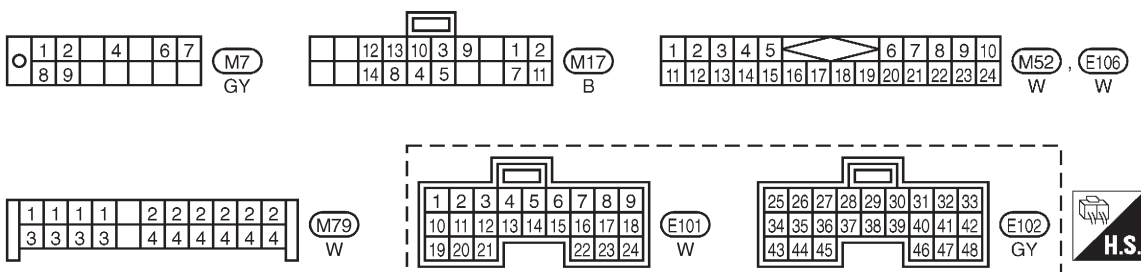 1 2 4 6 7
8 9
M7
GY
12 13 10 3 9 1 2
14 8 4 5 7 11
M17
B
1 2 3 4 5 6 7 8 9 10
11 12 13 14 15 16 17 18 19 20 21 22 23 24
M52 , E106
W W
1 1 1 1 2 2 2 2 2 2
3 3 3 3 4 4 4 4 4 4
M79
W
1 2 3 4 5 6 7 8 9
10 11 12 13 14 15 16 17 18
19 20 21 22 23 24
E101
W
25 26 27 28 29 30 31 32 33
34 35 36 37 38 39 40 41 42
43 44 45 46 47 48
E102
GY
H.S.